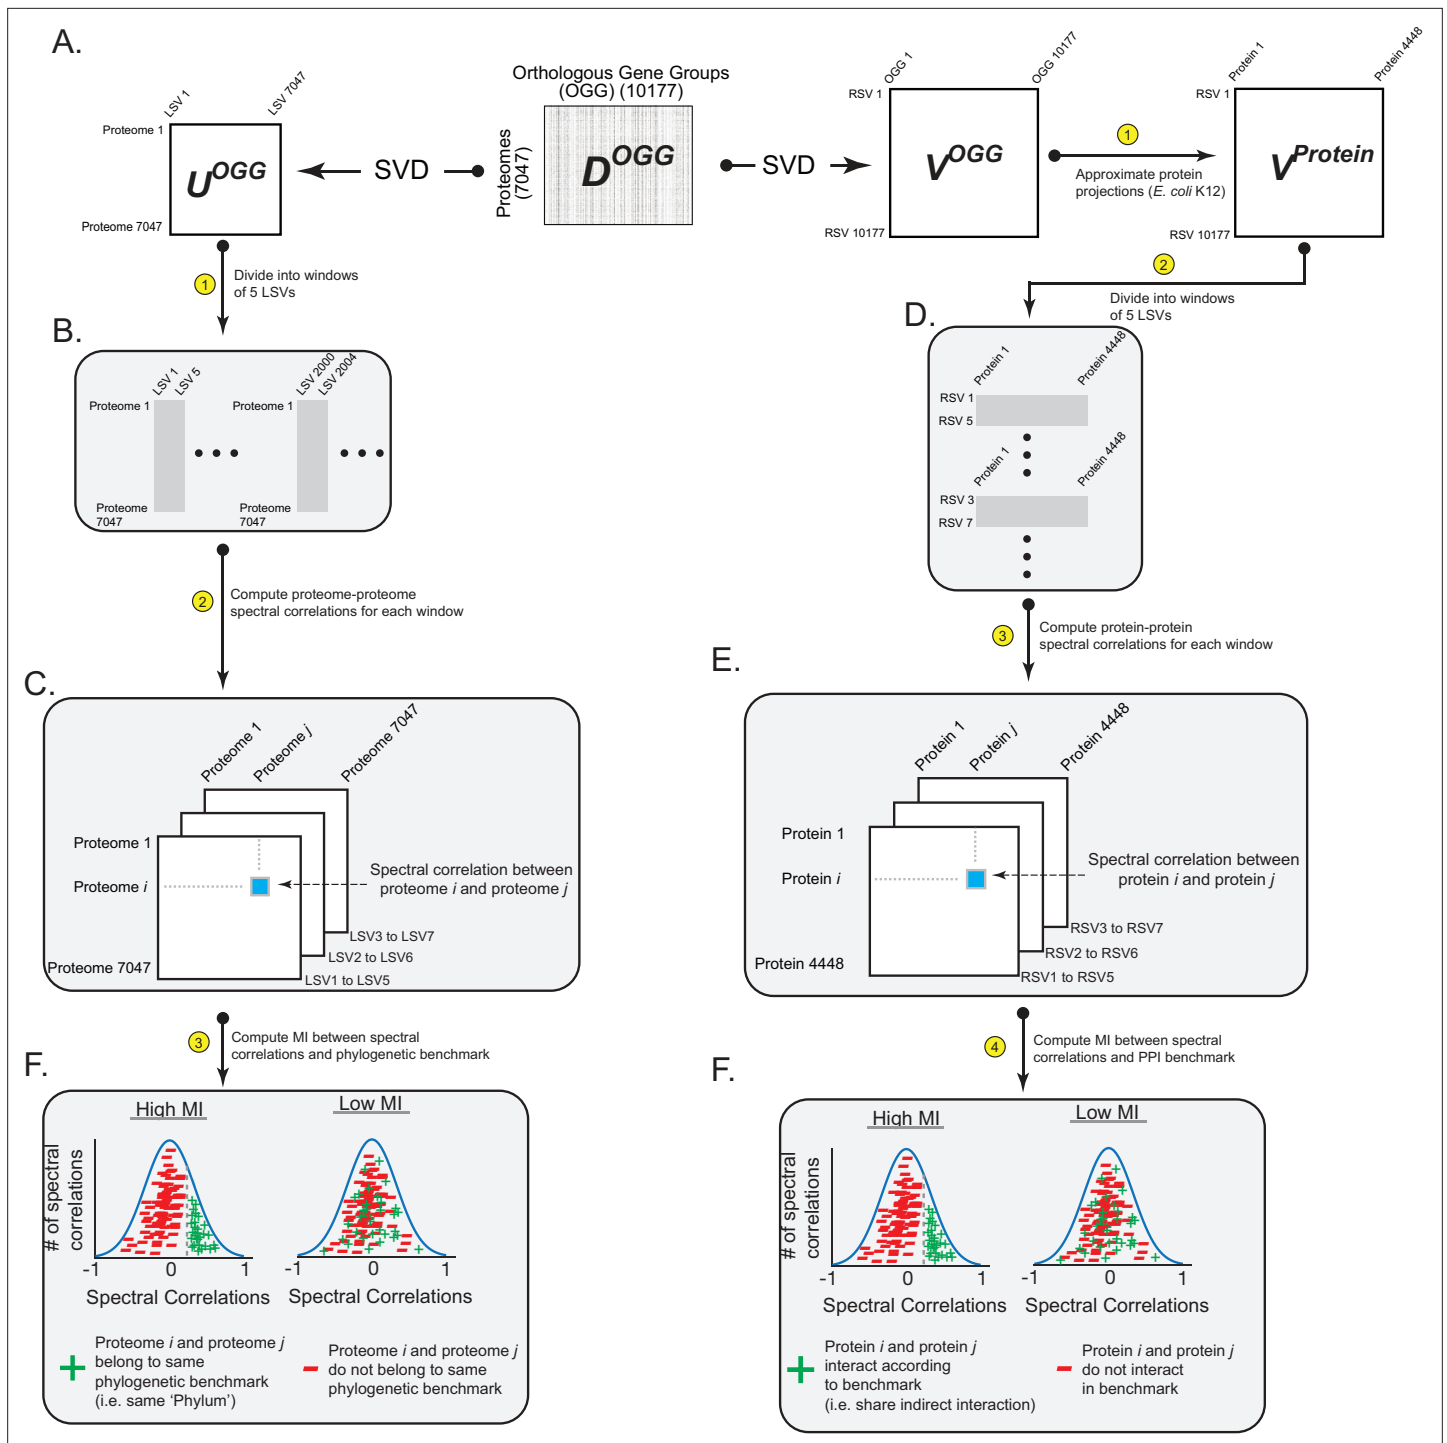 A.
LSV 1
LSV 7047
Proteome 1
U^OGG
Proteome 7047
SVD
Orthologous Gene Groups
(OGG) (10177)
Proteomes
(7047)
D^OGG
SVD
OGG 1
OGG 10177
RSV 1
V^OGG
RSV 10177
1
Approximate protein
projections (E. coli K12)
Protein 1
Protein 4448
RSV 1
V^Protein
RSV 10177
1
Divide into windows
of 5 LSVs
2
Divide into windows
of 5 LSVs
B.
LSV 1
LSV 5
LSV 2000
LSV 2004
Proteome 1
Proteome 1
Proteome
7047
Proteome
7047
D.
Protein 1
Protein 4448
RSV 1
RSV 5
Protein 1
Protein 4448
RSV 3
RSV 7
2
Compute proteome-proteome
spectral correlations for each window
3
Compute protein-protein
spectral correlations for each window
C.
Proteome 1
Proteome j
Proteome 7047
Proteome 1
Proteome i
Proteome 7047
Spectral correlation between
proteome i and proteome j
LSV3 to LSV7
LSV2 to LSV6
LSV1 to LSV5
E.
Protein 1
Protein j
Protein 4448
Protein 1
Protein i
Protein 4448
Spectral correlation between
protein i and protein j
RSV3 to RSV7
RSV2 to RSV6
RSV1 to RSV5
3
Compute MI between spectral
correlations and phylogenetic benchmark
4
Compute MI between spectral
correlations and PPI benchmark
F.
High MI
Low MI
# of spectral
correlations
-1
0
1
-1
0
1
Spectral Correlations
Spectral Correlations
+
Proteome i and proteome j
belong to same
phylogenetic benchmark
(i.e. same ‘Phylum’)
-
Proteome i and proteome j
do not belong to same
phylogenetic benchmark
F.
High MI
Low MI
# of spectral
correlations
-1
0
1
-1
0
1
Spectral Correlations
Spectral Correlations
+
Protein i and protein j
interact according
to benchmark
(i.e. share indirect interaction)
-
Protein i and protein j
do not interact
in benchmark